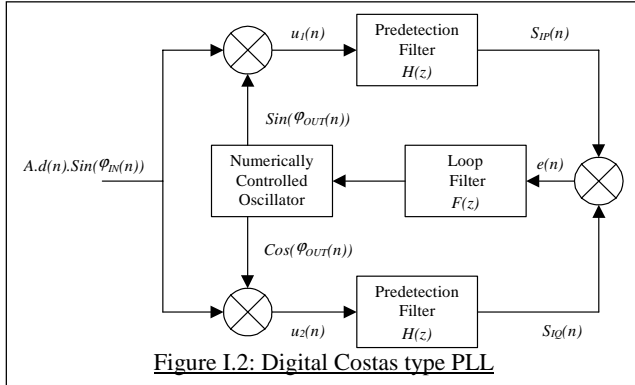 u1(n)
Predetection
Filter
H(z)
SIP(n)
Sin(φOUT(n))
A.d(n).Sin(φIN(n))
Numerically
Controlled
Oscillator
Loop
Filter
F(z)
e(n)
Cos(φOUT(n))
u2(n)
Predetection
Filter
H(z)
SIQ(n)
Figure I.2: Digital Costas type PLL